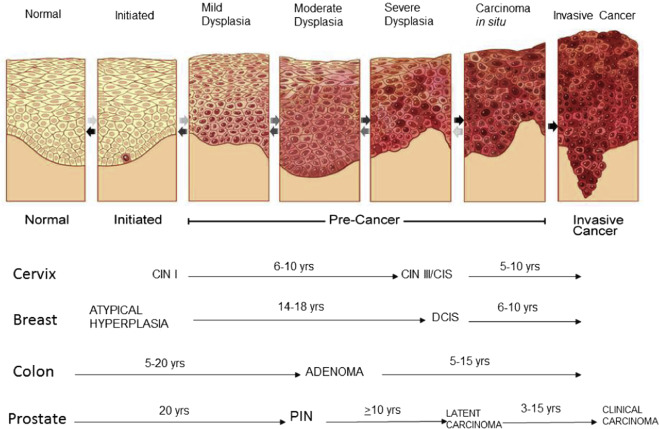 Normal
Initiated
Mild
Dysplasia
Moderate
Dysplasia
Severe
Dysplasia
Carcinoma
in situ
Invasive Cancer
Normal
Initiated
Pre-Cancer
Invasive
Cancer
Cervix
CIN I
6-10 yrs
CIN III/CIS
5-10 yrs
Breast
ATYPICAL
HYPERPLASIA
14-18 yrs
DCIS
6-10 yrs
Colon
5-20 yrs
ADENOMA
5-15 yrs
Prostate
20 yrs
PIN
≥10 yrs
LATENT
CARCINOMA
3-15 yrs
CLINICAL
CARCINOMA